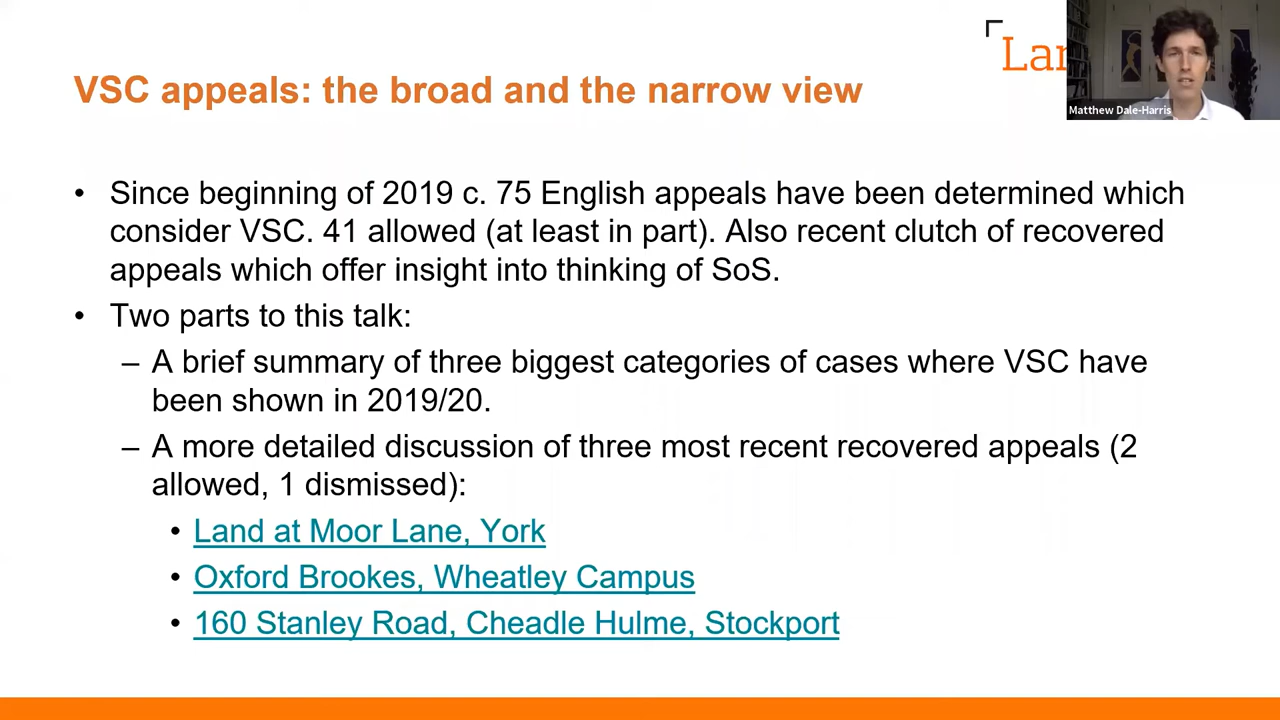 Lan
Matthew Dale-Harris
VSC appeals: the broad and the narrow view
• Since beginning of 2019 c. 75 English appeals have been determined which
consider VSC. 41 allowed (at least in part). Also recent clutch of recovered
appeals which offer insight into thinking of SoS.
• Two parts to this talk:
– A brief summary of three biggest categories of cases where VSC have
been shown in 2019/20.
– A more detailed discussion of three most recent recovered appeals (2
allowed, 1 dismissed):
• Land at Moor Lane, York
• Oxford Brookes, Wheatley Campus
• 160 Stanley Road, Cheadle Hulme, Stockport